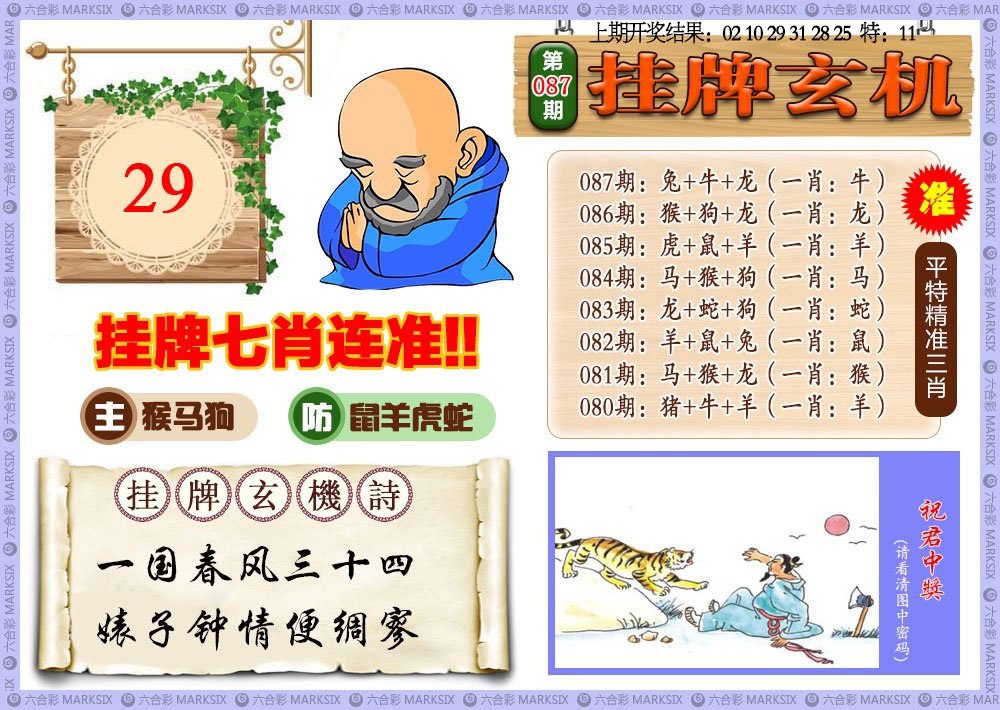 六合彩 MARKSIX
上期开奖结果：02 10 29 31 28 25 特：11
第
087
期
挂牌玄机
29
087期：兔+牛+龙（一肖：牛）
086期：猴+狗+龙（一肖：龙）
085期：虎+鼠+羊（一肖：羊）
084期：马+猴+狗（一肖：马）
083期：龙+蛇+狗（一肖：蛇）
082期：羊+鼠+兔（一肖：鼠）
081期：马+猴+龙（一肖：猴）
080期：猪+牛+羊（一肖：羊）
准
平特精准三肖
挂牌七肖连准!!
主 猴马狗
防 鼠羊虎蛇
挂牌玄機詩
一国春风三十四
婊子钟情便绸寥
祝君中奬
（请看清图中密码）